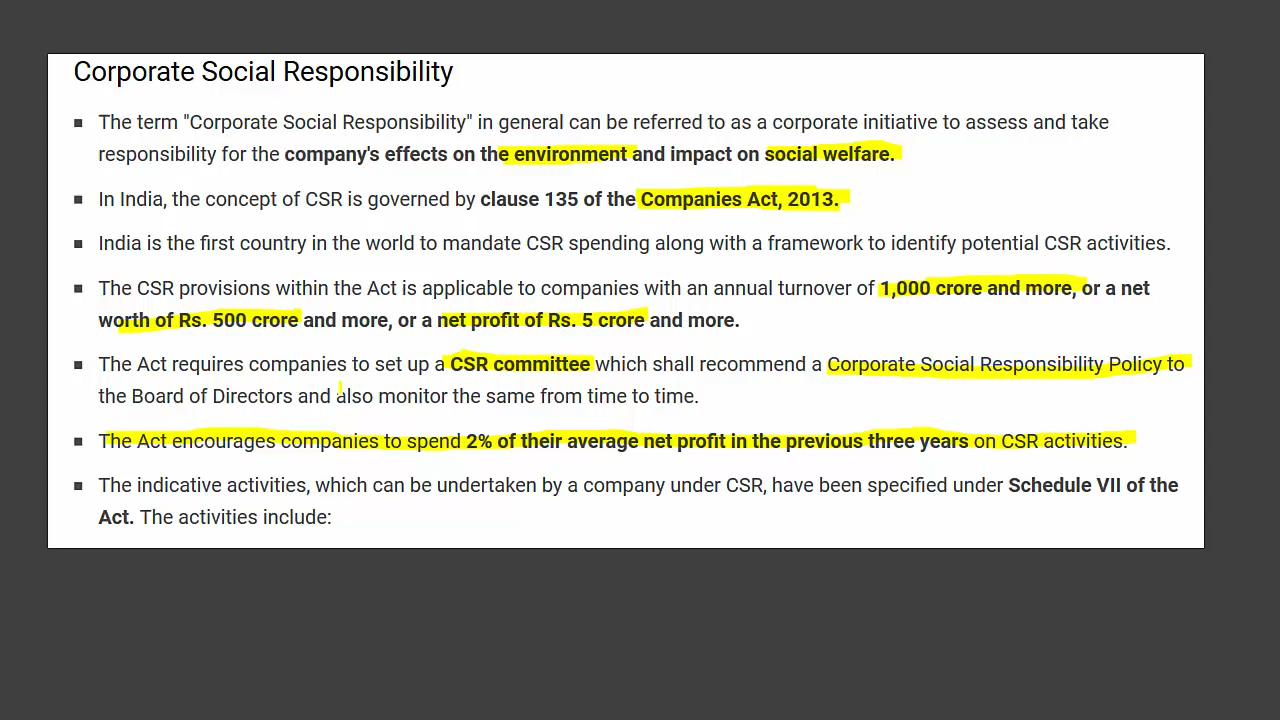 Corporate Social Responsibility
▪ The term "Corporate Social Responsibility" in general can be referred to as a corporate initiative to assess and take
responsibility for the company's effects on the environment and impact on social welfare.
▪ In India, the concept of CSR is governed by clause 135 of the Companies Act, 2013.
▪ India is the first country in the world to mandate CSR spending along with a framework to identify potential CSR activities.
▪ The CSR provisions within the Act is applicable to companies with an annual turnover of 1,000 crore and more, or a net
worth of Rs. 500 crore and more, or a net profit of Rs. 5 crore and more.
▪ The Act requires companies to set up a CSR committee which shall recommend a Corporate Social Responsibility Policy to
the Board of Directors and also monitor the same from time to time.
▪ The Act encourages companies to spend 2% of their average net profit in the previous three years on CSR activities.
▪ The indicative activities, which can be undertaken by a company under CSR, have been specified under Schedule VII of the
Act. The activities include: